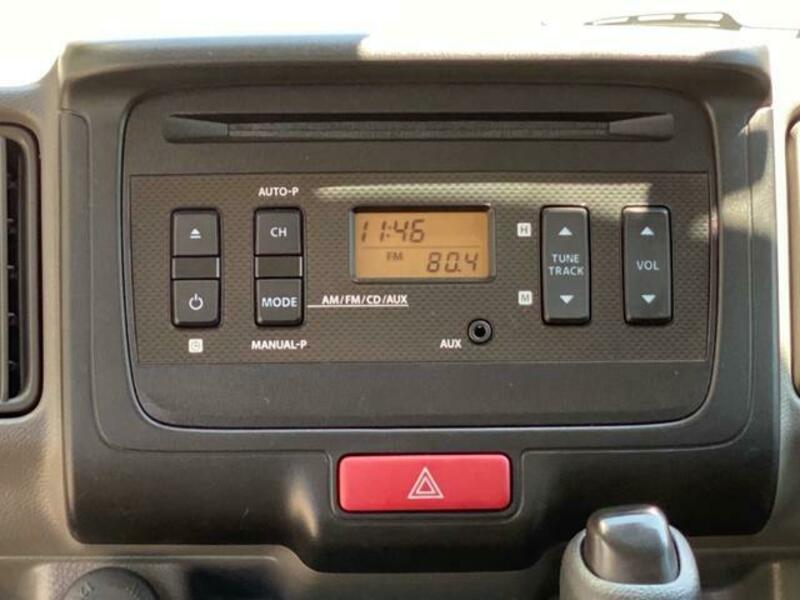 AUTO-P
CH
MODE
AM/FM/CD/AUX
MANUAL-P
11:46
FM 80.4
AUX
H
M
TUNE
TRACK
VOL